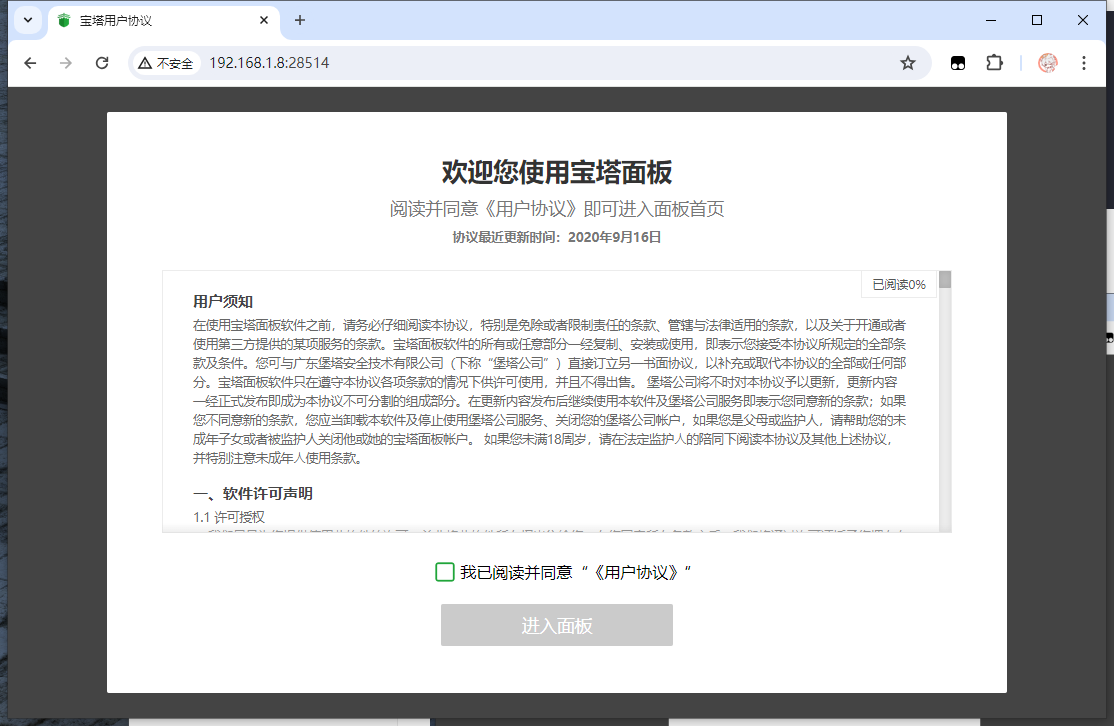 宝塔用户协议
不安全
192.168.1.8:28514
欢迎您使用宝塔面板
阅读并同意《用户协议》即可进入面板首页
协议最近更新时间：2020年9月16日
已阅读0%
用户须知
在使用宝塔面板软件之前，请务必仔细阅读本协议，特别是免除或者限制责任的条款、管辖与法律适用的条款，以及关于开通或者
使用第三方提供的某项服务的条款。宝塔面板软件的所有或任意部分一经复制、安装或使用，即表示您接受本协议所规定的全部条
款及条件。您可与广东堡塔安全技术有限公司（下称“堡塔公司”）直接订立另一书面协议，以补充或取代本协议的全部或任何部
分。宝塔面板软件只在遵守本协议各项条款的情况下供许可使用，并且不得出售。 堡塔公司将不时对本协议予以更新，更新内容
一经正式发布即成为本协议不可分割的组成部分。在更新内容发布后继续使用本软件及堡塔公司服务即表示您同意新的条款；如果
您不同意新的条款，您应当卸载本软件及停止使用堡塔公司服务、关闭您的堡塔公司帐户，如果您是父母或监护人，请帮助您的未
成年子女或者被监护人关闭他或她的宝塔面板帐户。 如果您未满18周岁，请在法定监护人的陪同下阅读本协议及其他上述协议，
并特别注意未成年人使用条款。
一、软件许可声明
1.1 许可授权
我已阅读并同意“《用户协议》”
进入面板